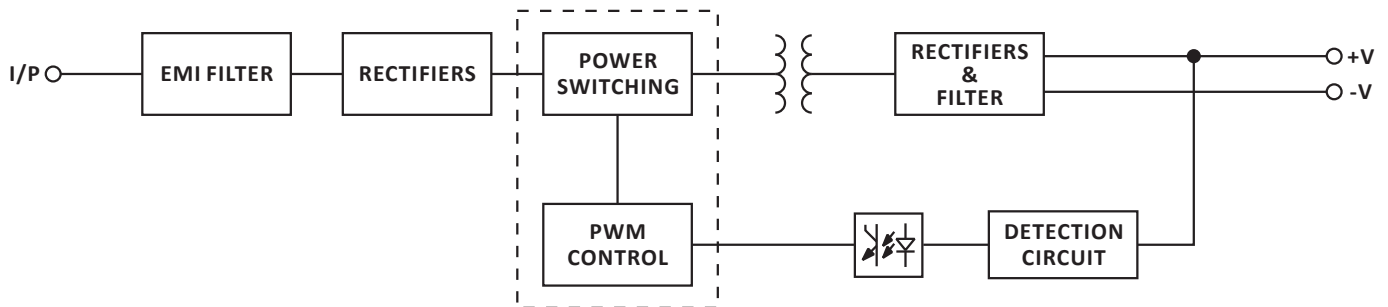 I/P
EMI FILTER
RECTIFIERS
POWER
SWITCHING
RECTIFIERS
&
FILTER
+V
-V
PWM
CONTROL
DETECTION
CIRCUIT